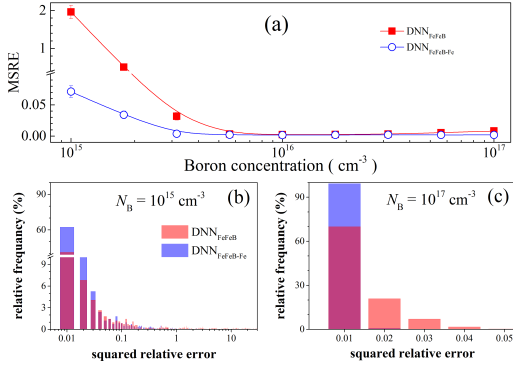 (a)
DNN_FeFeB
DNN_FeFeB-Fe
MSRE
2
1
0.05
0.00
10^15
10^16
10^17
Boron concentration ( cm^-3 )
(b)
N_B = 10^15 cm^-3
DNN_FeFeB
DNN_FeFeB-Fe
relative frequancy (%)
90
60
9
6
3
0
0.01
0.1
1
10
squared relative error
(c)
N_B = 10^17 cm^-3
relative frequancy (%)
90
60
30
0
0.01
0.02
0.03
0.04
0.05
squared relative error